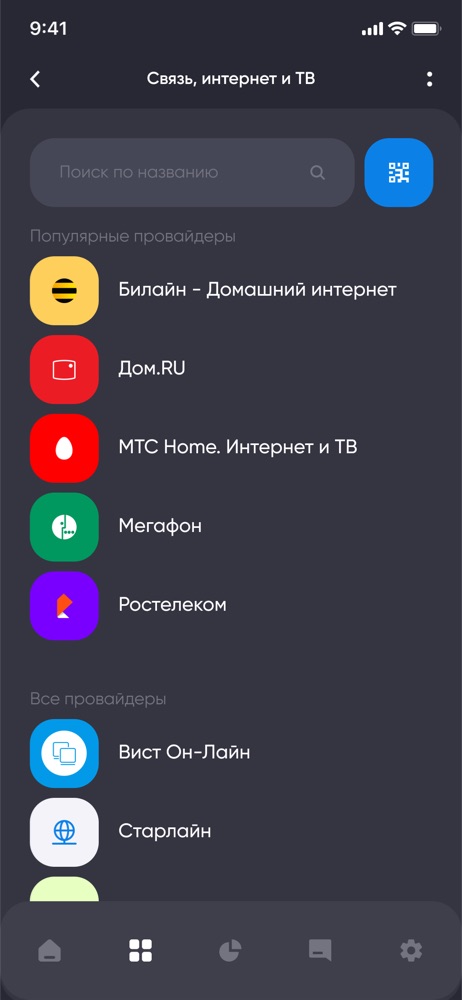 9:41
Связь, интернет и ТВ
Поиск по названию
Популярные провайдеры
Билайн - Домашний интернет
Дом.RU
МТС Home. Интернет и ТВ
Мегафон
Ростелеком
Все провайдеры
Вист Он-Лайн
Старлайн